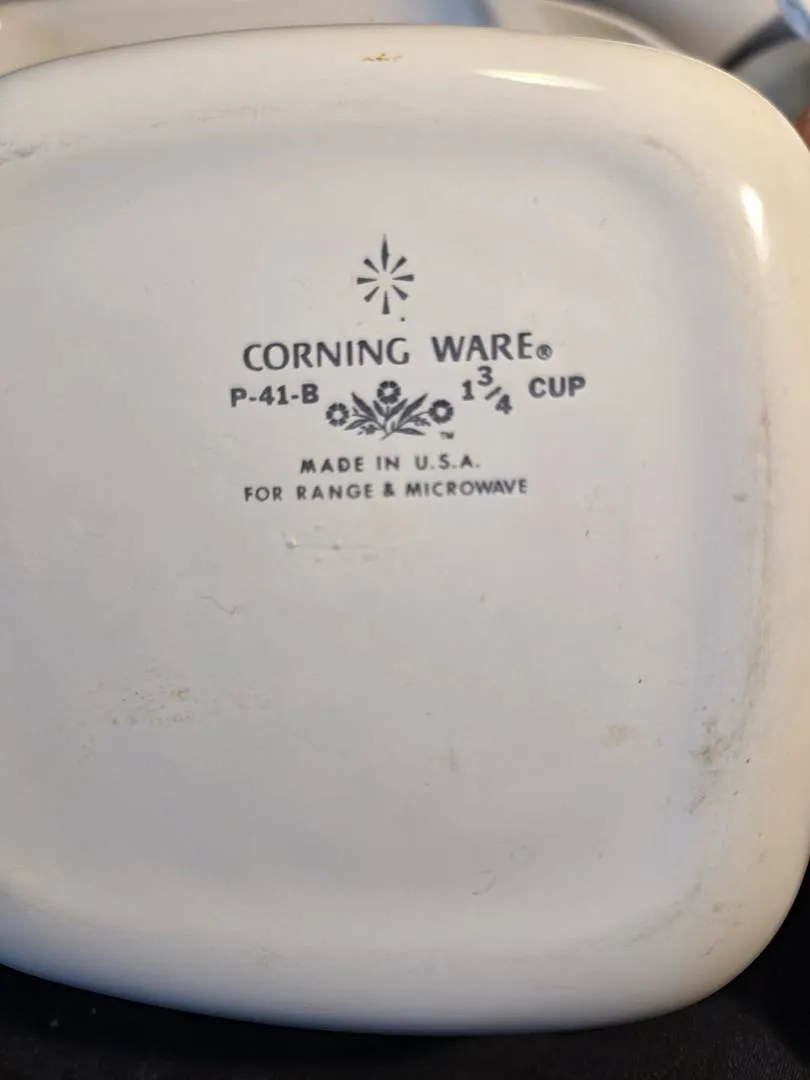 CORNING WARE®
P-41-B 1 3/4 CUP
™
MADE IN U.S.A.
FOR RANGE & MICROWAVE